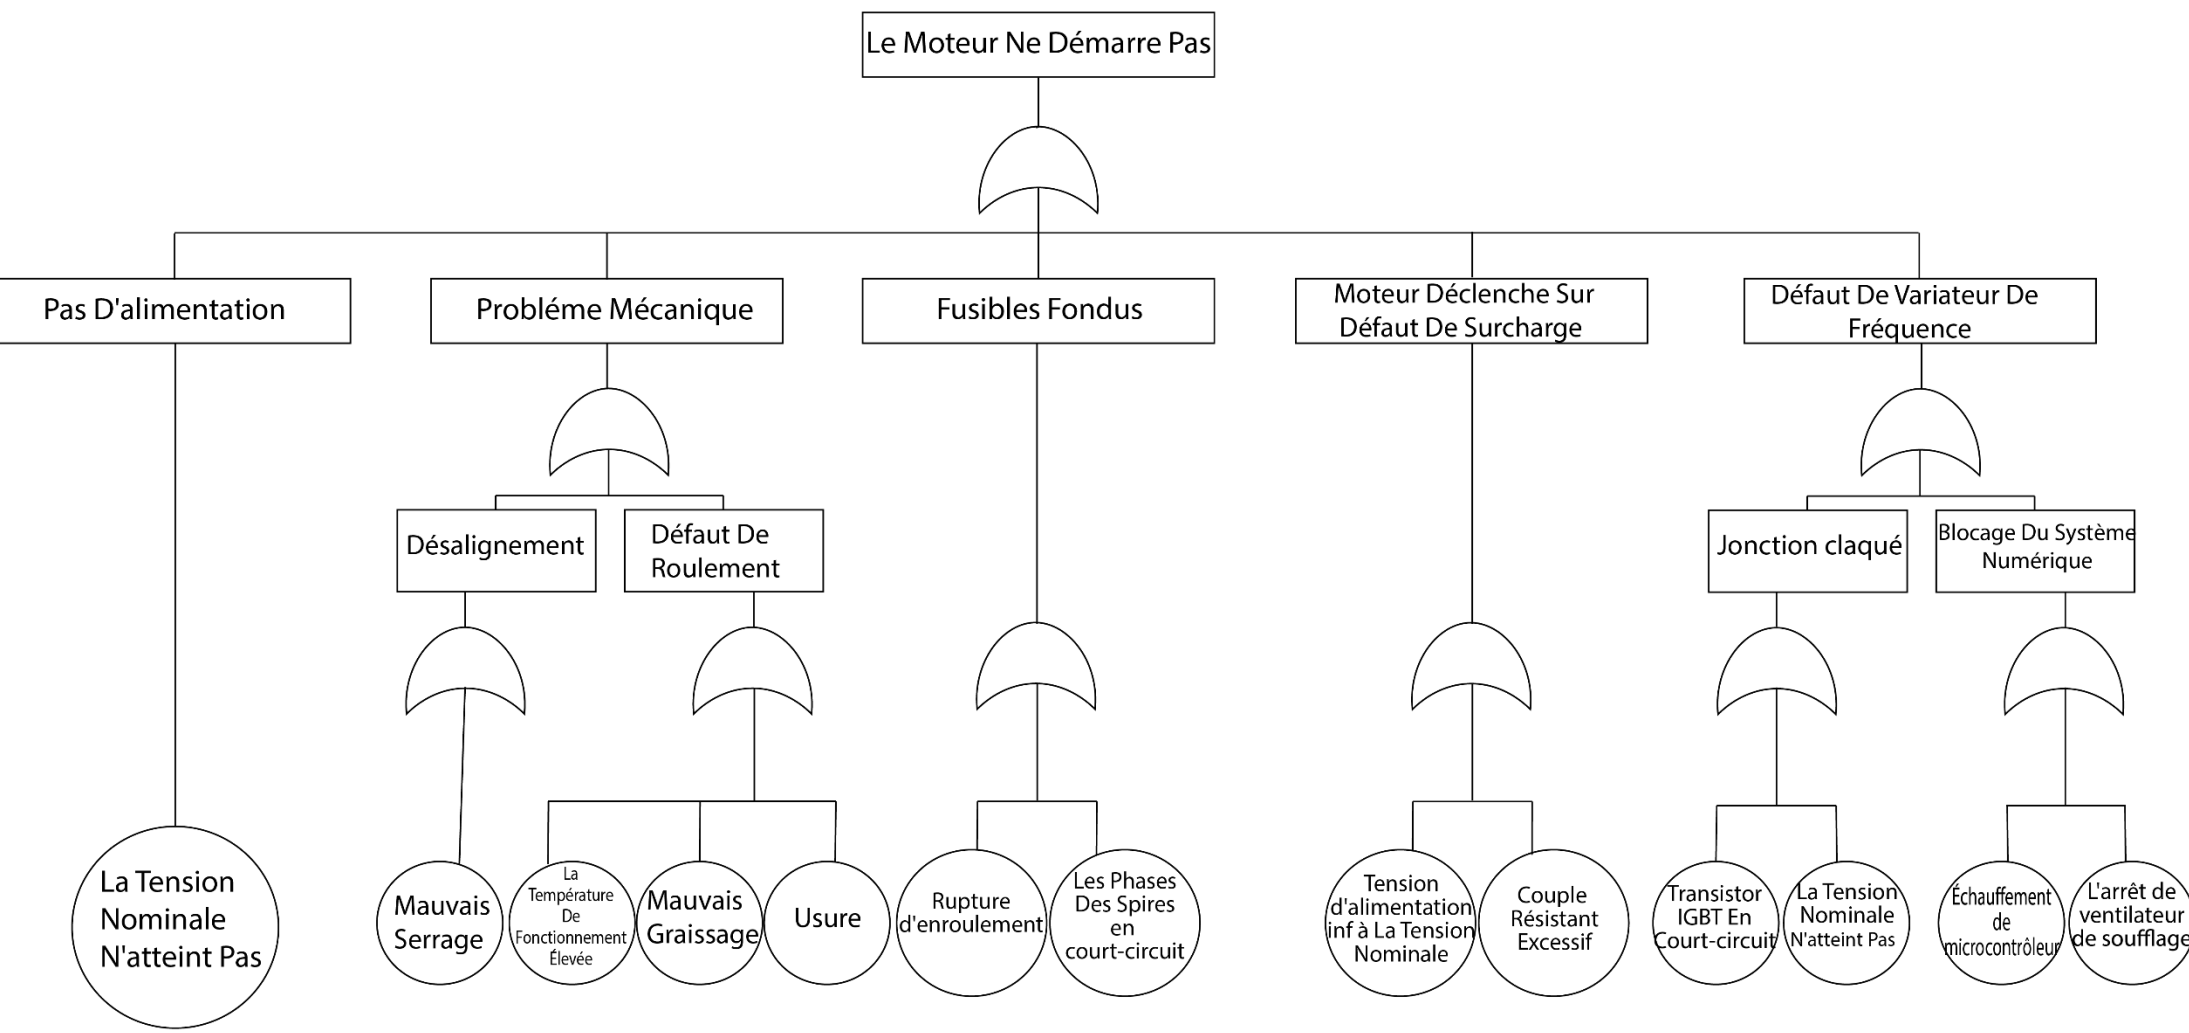 Le Moteur Ne Démarre Pas
Pas D'alimentation
Probléme Mécanique
Fusibles Fondus
Moteur Déclenche Sur
Défaut De Surcharge
Défaut De Variateur De
Fréquence
Désalignement
Défaut De
Roulement
Jonction claqué
Blocage Du Système
Numérique
La Tension
Nominale
N'atteint Pas
Mauvais
Serrage
La
Température
De
Fonctionnement
Élevée
Mauvais
Graissage
Usure
Rupture
d'enroulement
Les Phases
Des Spires
en
court-circuit
Tension
d'alimentation
inf à La Tension
Nominale
Couple
Résistant
Excessif
Transistor
IGBT En
Court-circuit
La Tension
Nominale
N'atteint Pas
Échauffement
de
microcontrôleur
L'arrêt de
ventilateur
de soufflage